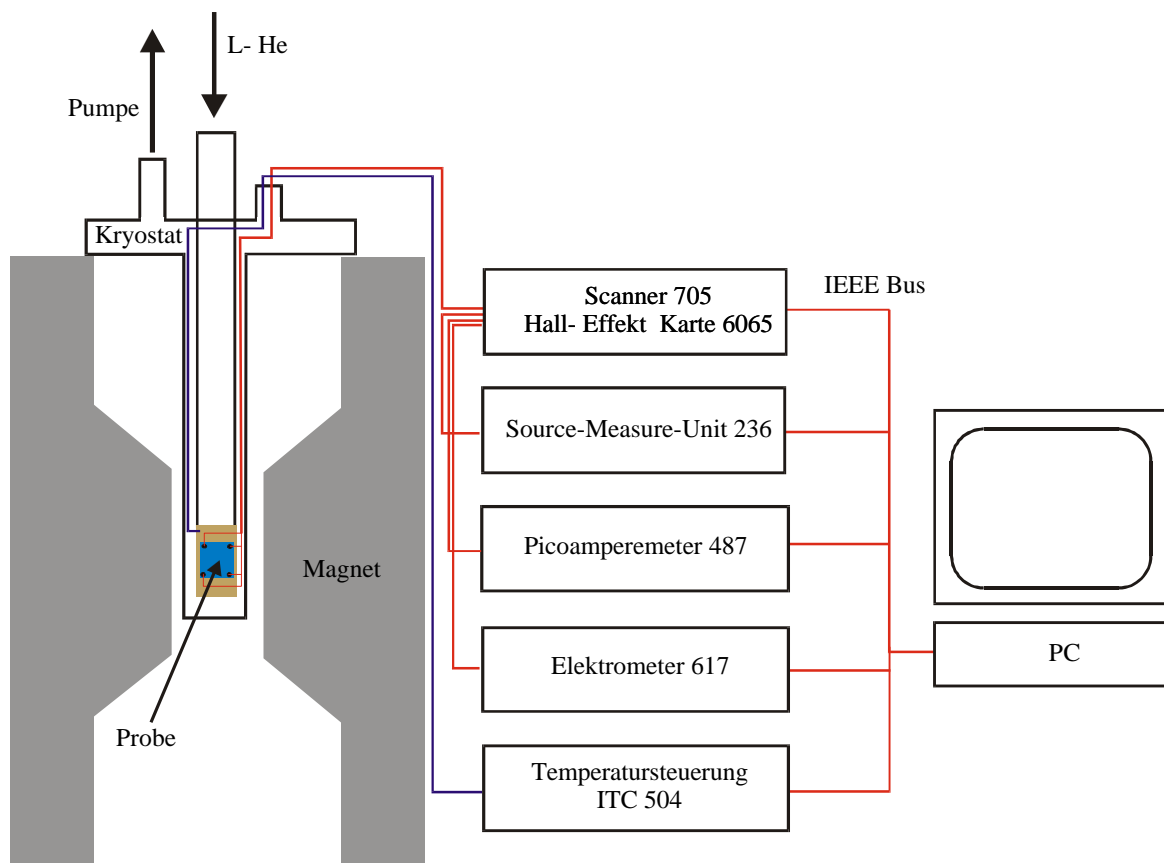 L- He
Pumpe
Kryostat
Scanner 705
Hall- Effekt Karte 6065
IEEE Bus
Source-Measure-Unit 236
Picoamperemeter 487
Magnet
Elektrometer 617
PC
Probe
Temperatursteuerung
ITC 504